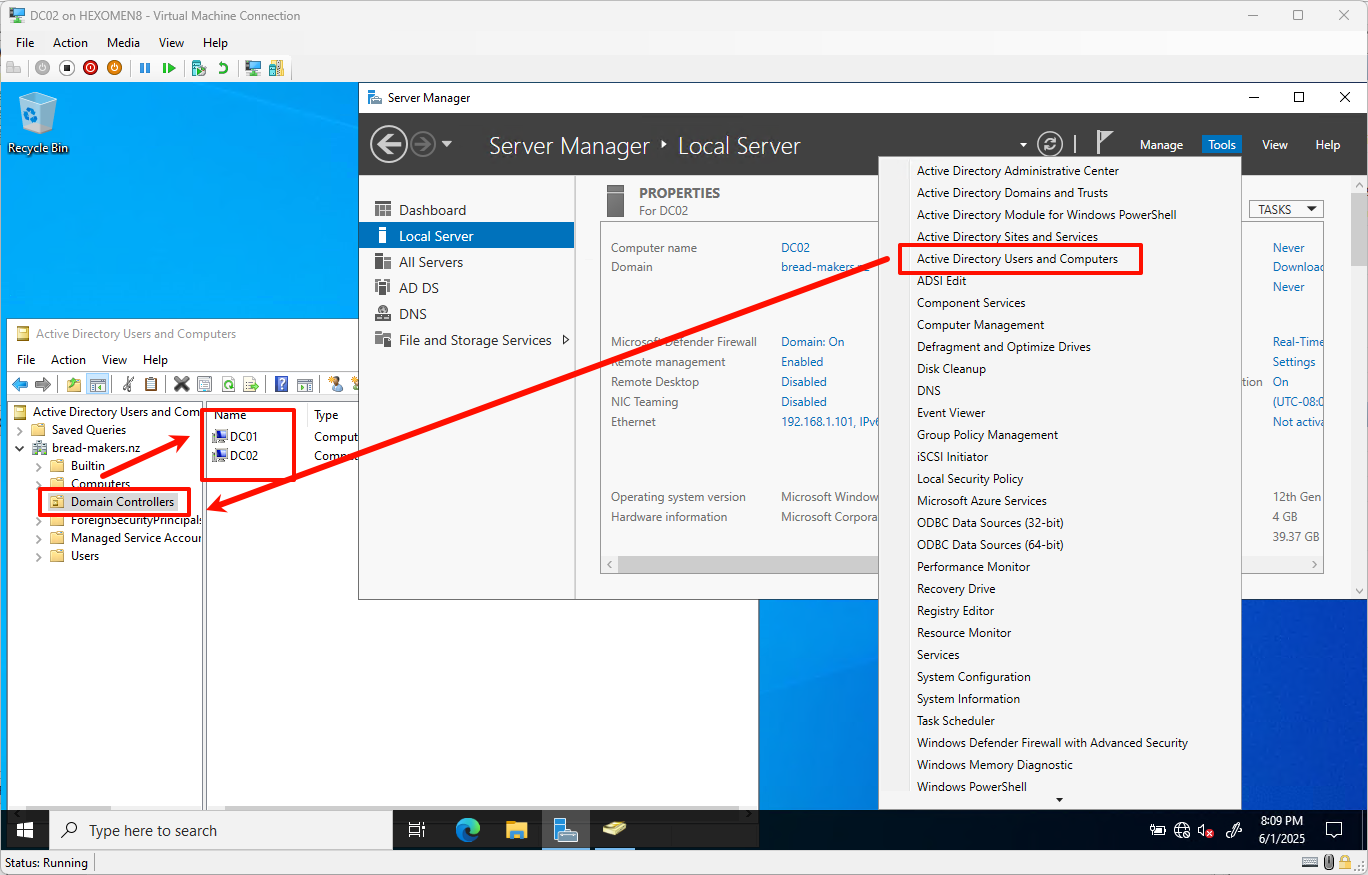 DC02 on HEXOMEN8 - Virtual Machine Connection
File Action Media View Help
Recycle Bin
Server Manager
Server Manager Local Server
Manage Tools View Help
Dashboard
Local Server
All Servers
AD DS
DNS
File and Storage Services
PROPERTIES
For DC02
TASKS
Computer name DC02
Domain bread-makers.nz
Microsoft Defender Firewall Domain: On
Remote management Enabled
Remote Desktop Disabled
NIC Teaming Disabled
Ethernet 192.168.1.101, IPv6
Operating system version Microsoft Window
Hardware information Microsoft Corpora
Never
Downloac
Never
Real-Time
Settings
tion On
(UTC-08:0
Not activa
12th Gen
4 GB
39.37 GB
Active Directory Administrative Center
Active Directory Domains and Trusts
Active Directory Module for Windows PowerShell
Active Directory Sites and Services
Active Directory Users and Computers
ADSI Edit
Component Services
Computer Management
Defragment and Optimize Drives
Disk Cleanup
DNS
Event Viewer
Group Policy Management
iSCSI Initiator
Local Security Policy
Microsoft Azure Services
ODBC Data Sources (32-bit)
ODBC Data Sources (64-bit)
Performance Monitor
Recovery Drive
Registry Editor
Resource Monitor
Services
System Configuration
System Information
Task Scheduler
Windows Defender Firewall with Advanced Security
Windows Memory Diagnostic
Windows PowerShell
Active Directory Users and Computers
File Action View Help
Active Directory Users and Com
Saved Queries
bread-makers.nz
Builtin
Computers
Domain Controllers
ForeignSecurityPrincipals
Managed Service Accour
Users
Name Type
DC01 Comput
DC02 Comput
Type here to search
8:09 PM
6/1/2025
Status: Running